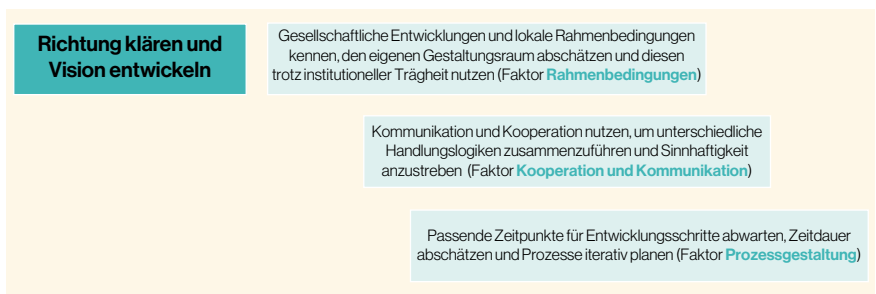 Richtung klären und
Vision entwickeln
Gesellschaftliche Entwicklungen und lokale Rahmenbedingungen
kennen, den eigenen Gestaltungsraum abschätzen und diesen
trotz institutioneller Trägheit nutzen (Faktor Rahmenbedingungen)
Kommunikation und Kooperation nutzen, um unterschiedliche
Handlungslogiken zusammenzuführen und Sinnhaftigkeit
anzustreben (Faktor Kooperation und Kommunikation)
Passende Zeitpunkte für Entwicklungsschritte abwarten, Zeitdauer
abschätzen und Prozesse iterativ planen (Faktor Prozessgestaltung)